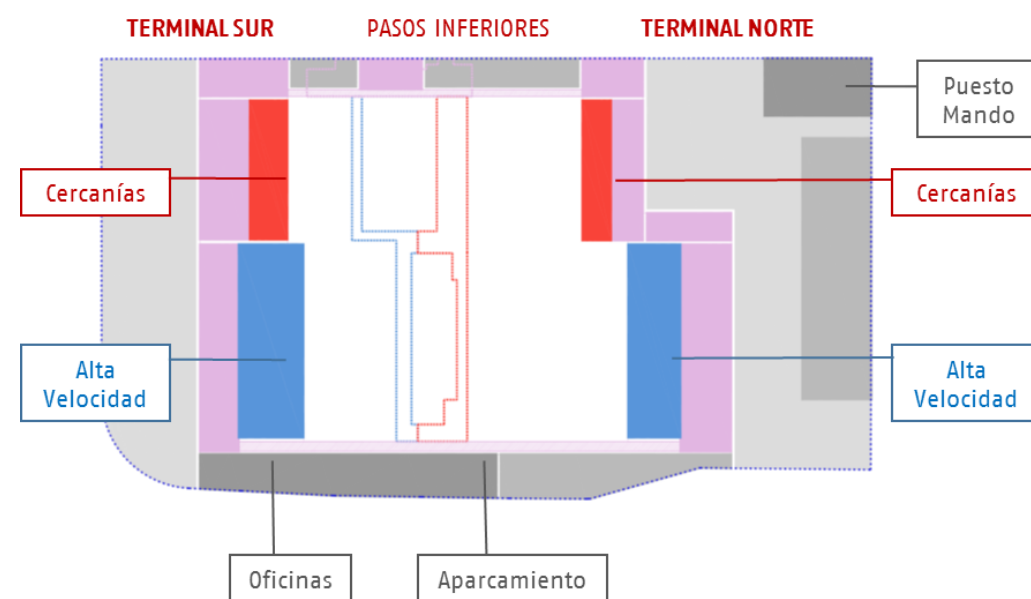 TERMINAL SUR
PASOS INFERIORES
TERMINAL NORTE
Puesto
Mando
Cercanías
Cercanías
Alta
Velocidad
Alta
Velocidad
Oficinas
Aparcamiento